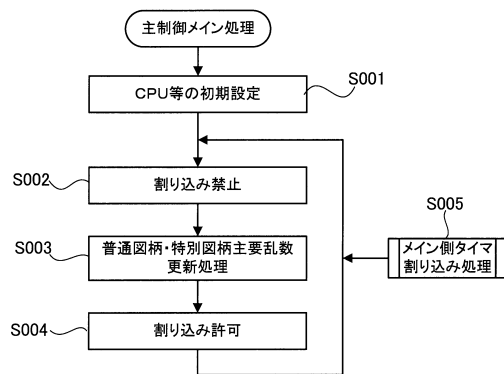 主制御メイン処理
CPU等の初期設定
S001
S002
割り込み禁止
S005
S003
普通図柄・特別図柄主要乱数
更新処理
メイン側タイマ
割り込み処理
S004
割り込み許可